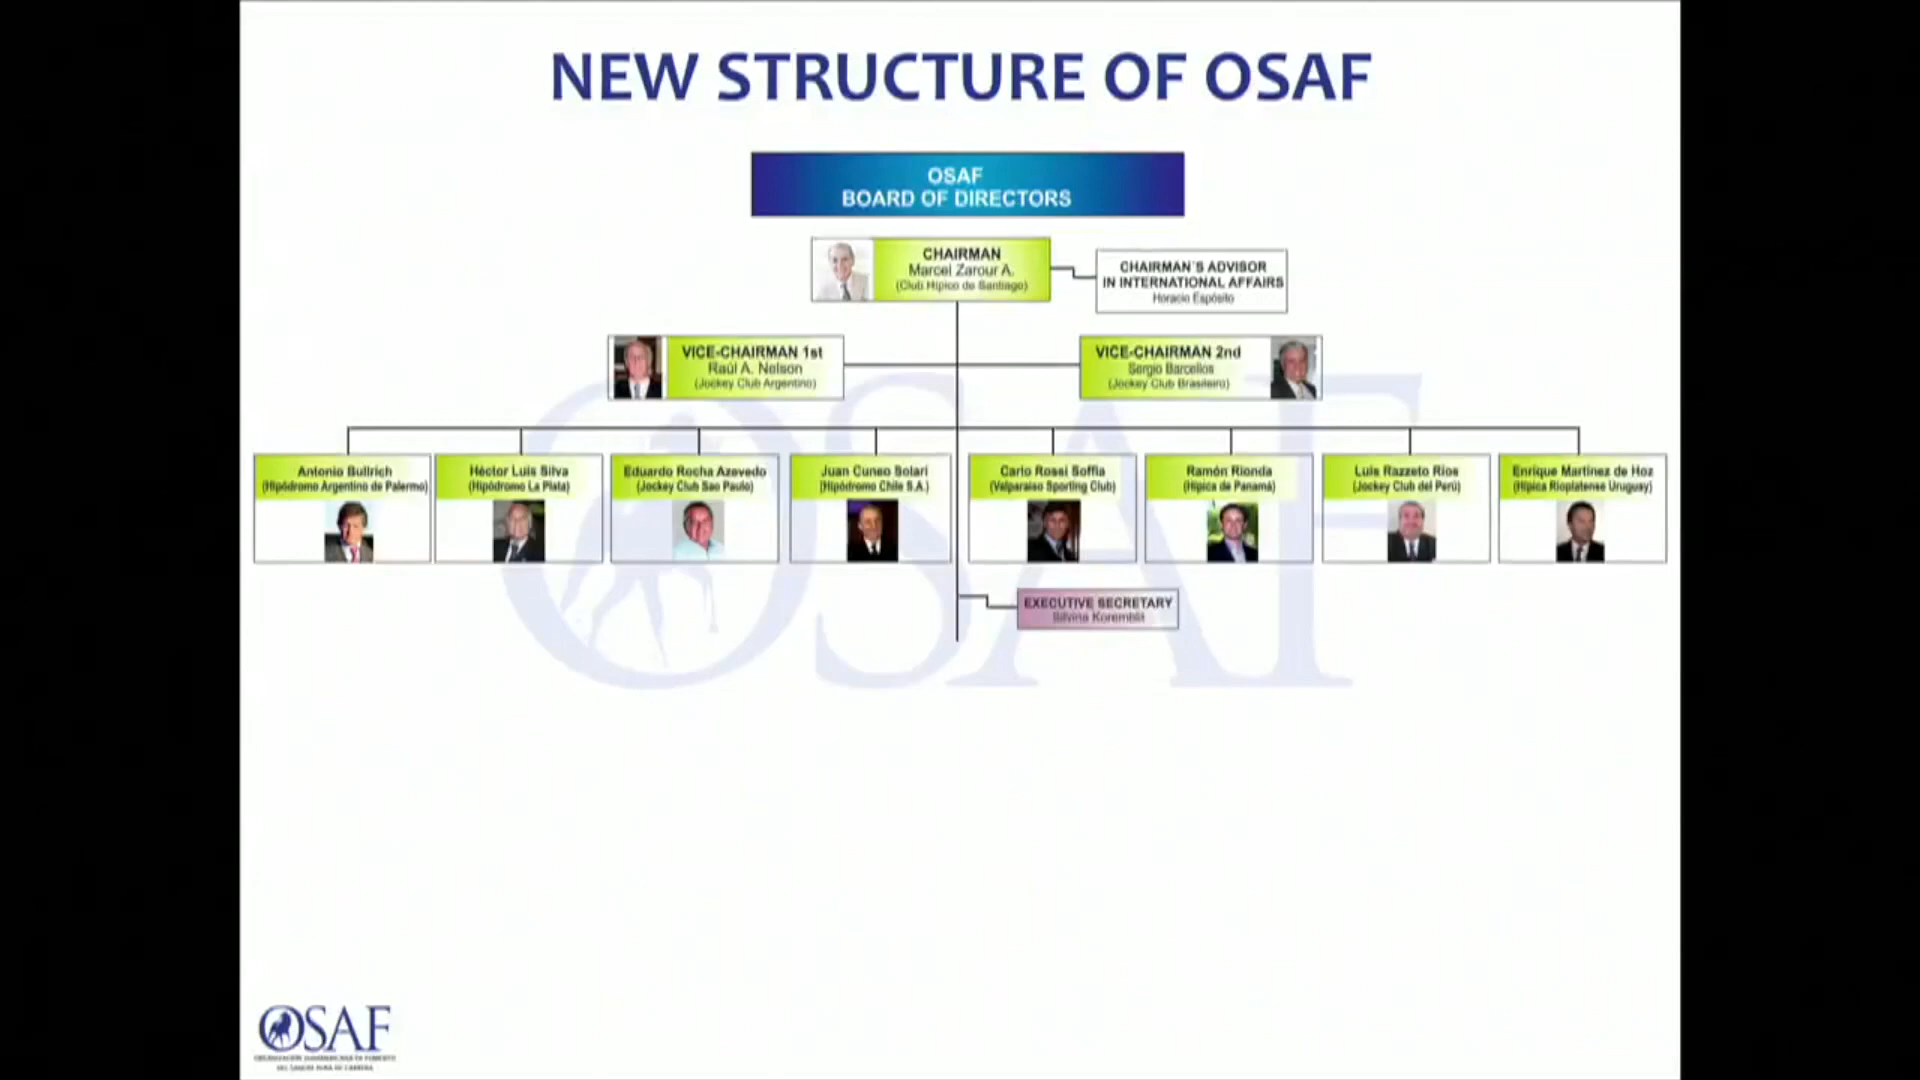 NEW STRUCTURE OF OSAF
OSAF
BOARD OF DIRECTORS
CHAIRMAN
Marcel Zarour A.
(Club Hípico de Santiago)
CHAIRMAN´S ADVISOR
IN INTERNATIONAL AFFAIRS
Horacio Espósito
VICE-CHAIRMAN 1st
Raúl A. Nelson
(Jockey Club Argentino)
VICE-CHAIRMAN 2nd
Sergio Barcellos
(Jockey Club Brasileiro)
Antonio Bullrich
(Hipódromo Argentino de Palermo)
Héctor Luis Silva
(Hipódromo La Plata)
Eduardo Rocha Azevedo
(Jockey Club Sao Paulo)
Juan Cuneo Solari
(Hipódromo Chile S.A.)
Carlo Rossi Soffia
(Valparaiso Sporting Club)
Ramón Rionda
(Hípica de Panamá)
Luis Razzeto Rios
(Jockey Club del Perú)
Enrique Martínez de Hoz
(Hípica Rioplatense Uruguay)
EXECUTIVE SECRETARY
Silvina Koremblit
OSAF
OSAF